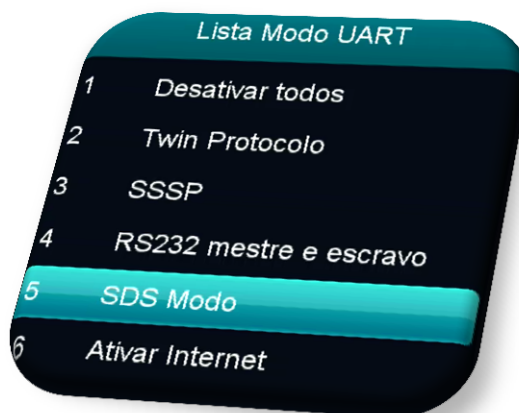 Lista Modo UART
1 Desativar todos
2 Twin Protocolo
3 SSSP
4 RS232 mestre e escravo
5 SDS Modo
6 Ativar Internet